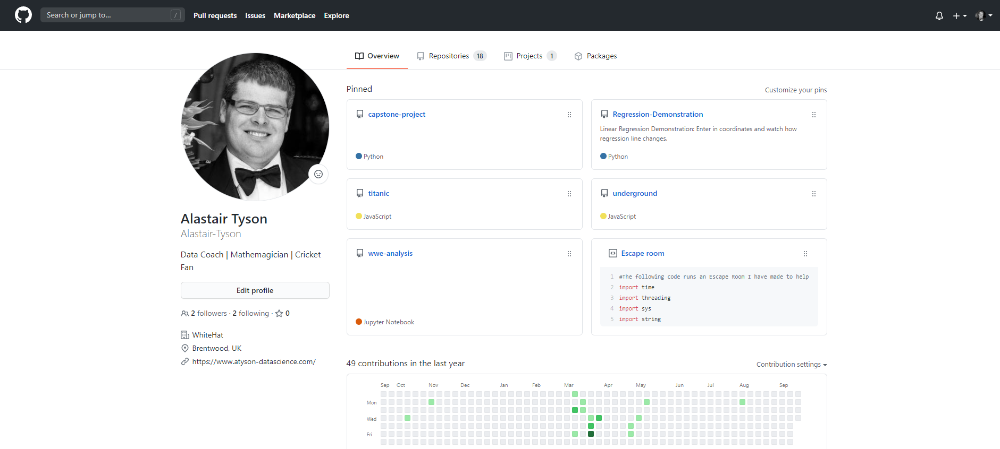 Search or jump to... /
Pull requests
Issues
Marketplace
Explore
Overview
Repositories 18
Projects 1
Packages
Alastair Tyson
Alastair-Tyson
Data Coach | Mathemagician | Cricket
Fan
Edit profile
2 followers · 2 following · 0
WhiteHat
Brentwood, UK
https://www.atyson-datascience.com/
Pinned
Customize your pins
capstone-project
Python
Regression-Demonstration
Linear Regression Demonstration: Enter in coordinates and watch how
regression line changes.
Python
titanic
JavaScript
underground
JavaScript
wwe-analysis
Jupyter Notebook
Escape room
1 #The following code runs an Escape Room I have made to help
2 import time
3 import threading
4 import sys
5 import string
49 contributions in the last year
Contribution settings
Sep Oct Nov Dec Jan Feb Mar Apr May Jun Jul Aug Sep
Mon
Wed
Fri